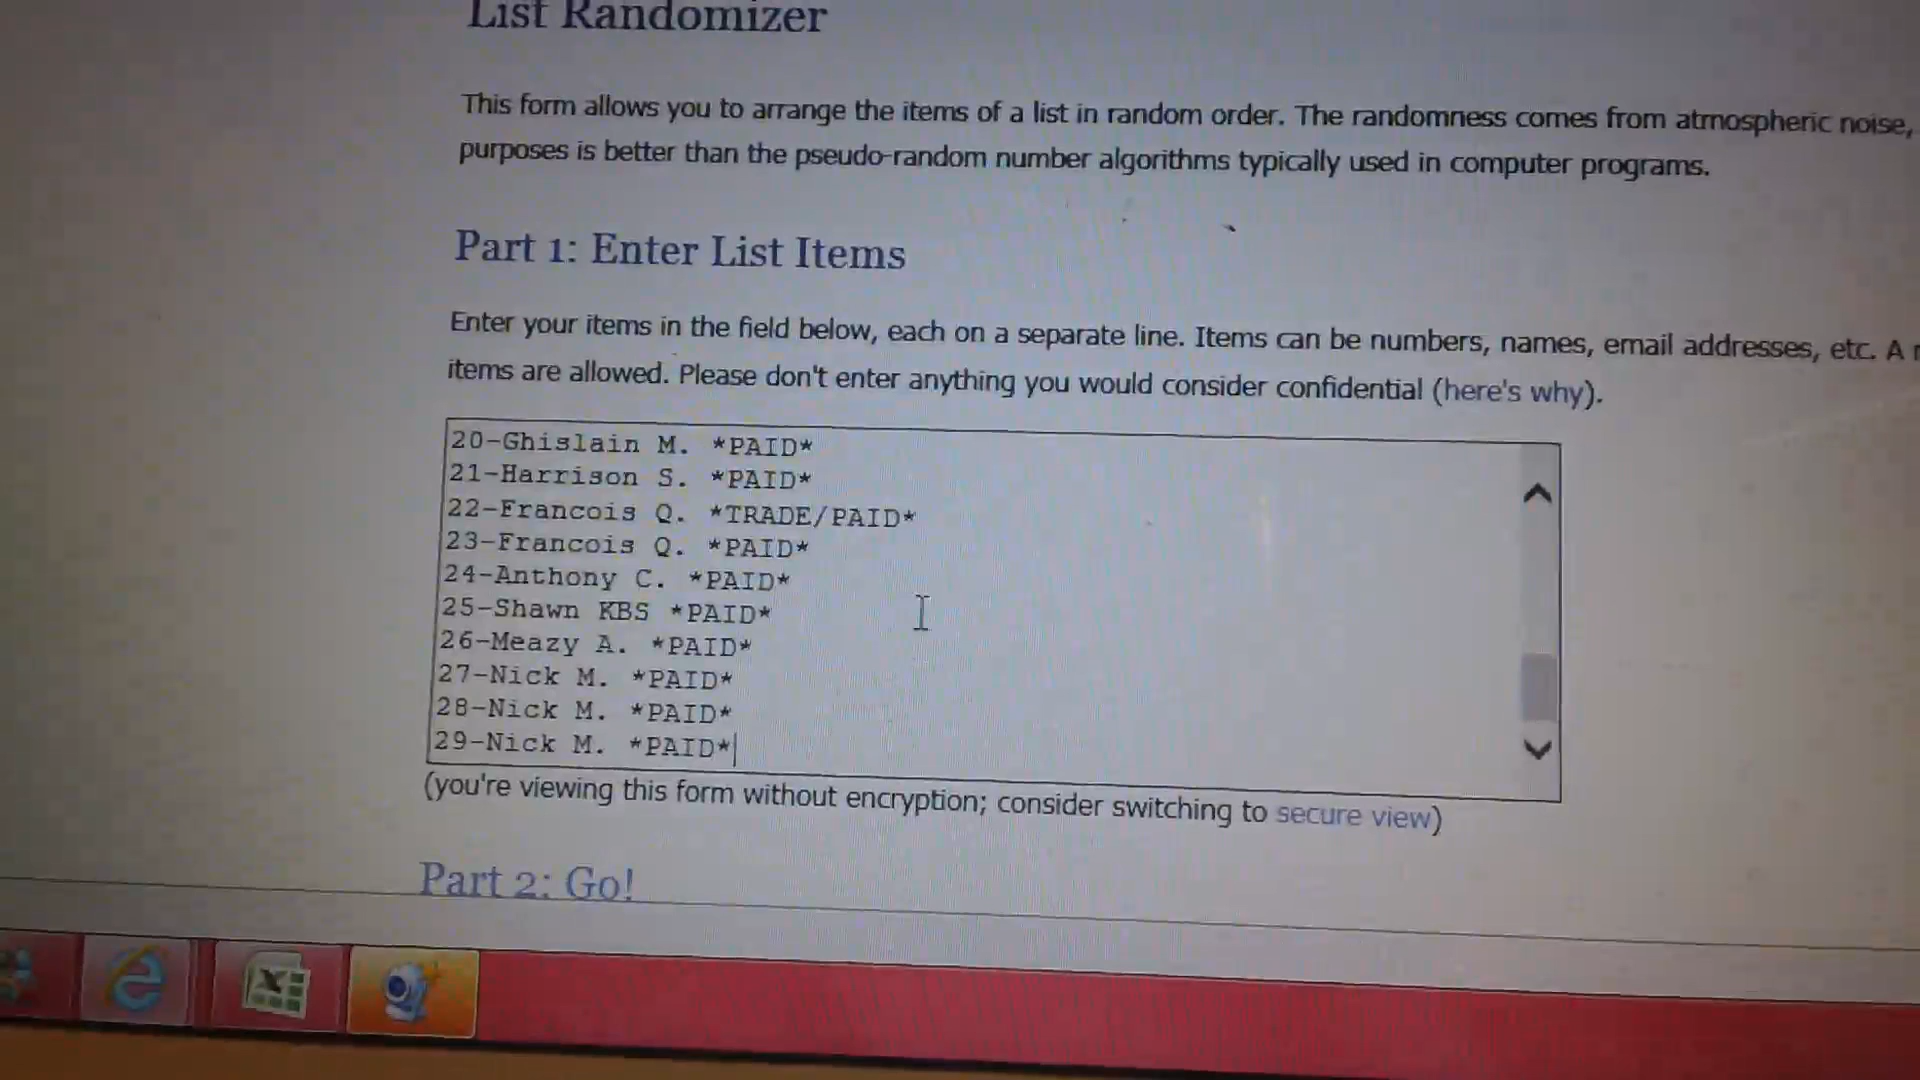 List Randomizer
This form allows you to arrange the items of a list in random order. The randomness comes from atmospheric noise,
purposes is better than the pseudo-random number algorithms typically used in computer programs.
Part 1: Enter List Items
Enter your items in the field below, each on a separate line. Items can be numbers, names, email addresses, etc. A
items are allowed. Please don't enter anything you would consider confidential (here's why).
20-Ghislain M. *PAID*
21-Harrison S. *PAID*
22-Francois Q. *TRADE/PAID*
23-Francois Q. *PAID*
24-Anthony C. *PAID*
25-Shawn KBS *PAID*
26-Meazy A. *PAID*
27-Nick M. *PAID*
28-Nick M. *PAID*
29-Nick M. *PAID*
(you're viewing this form without encryption; consider switching to secure view)
Part 2: Go!